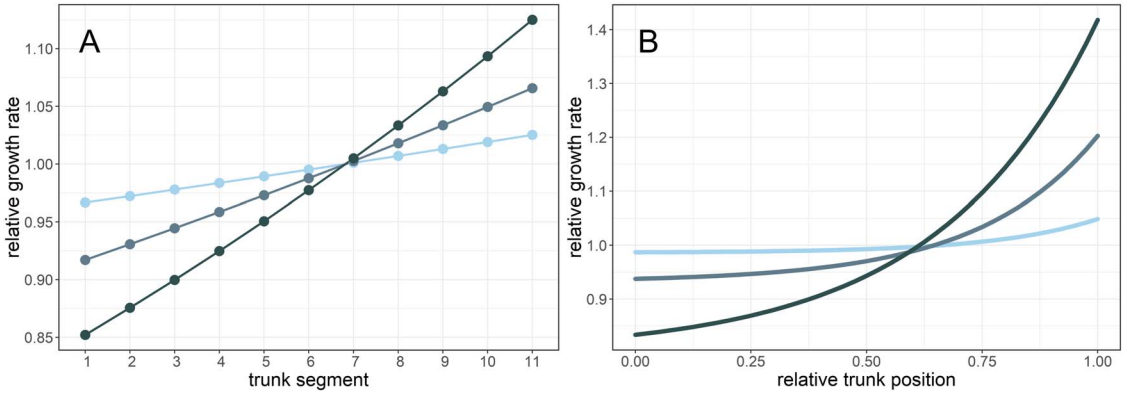 A
relative growth rate
1.10
1.05
1.00
0.95
0.90
0.85
1 2 3 4 5 6 7 8 9 10 11
trunk segment
B
relative growth rate
1.4
1.3
1.2
1.1
1.0
0.9
0.00 0.25 0.50 0.75 1.00
relative trunk position